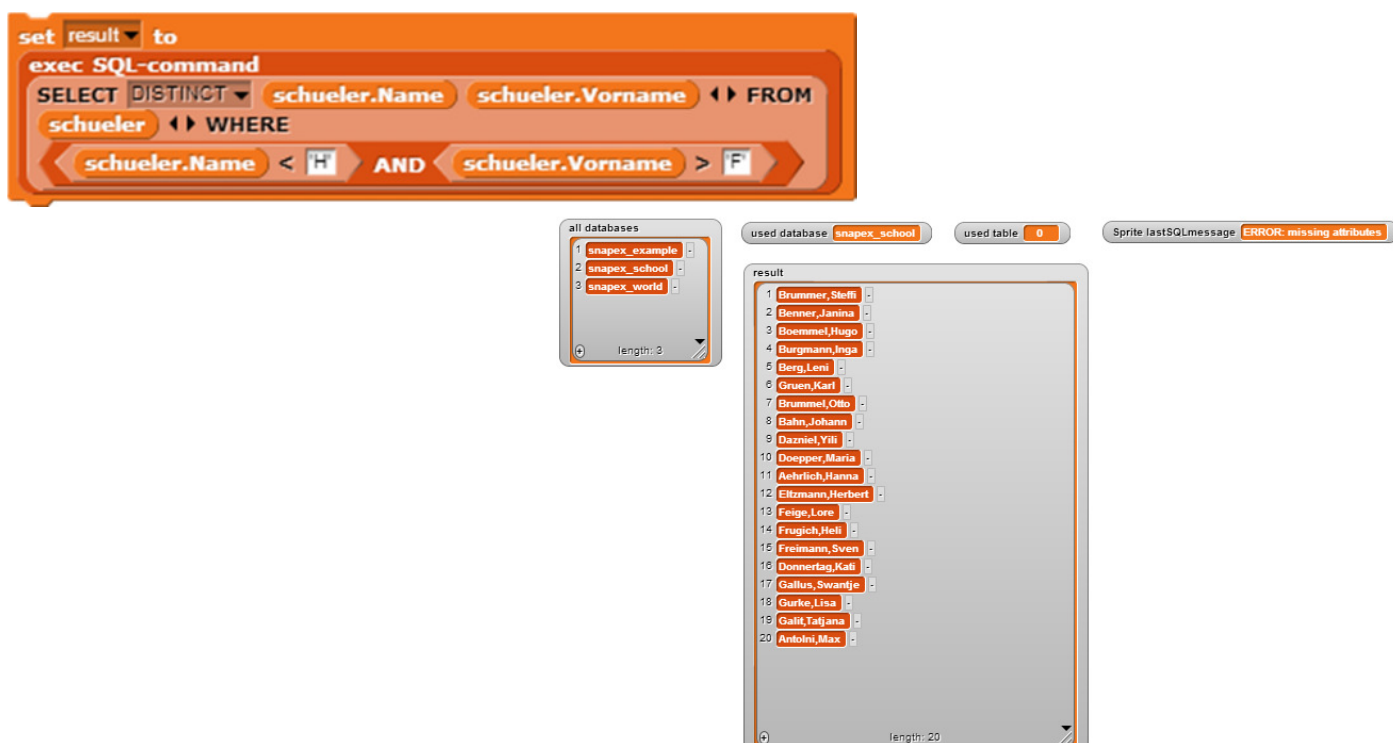 set result to
exec SQL-command
SELECT DISTINCT schueler.Name schueler.Vorname FROM
schueler WHERE
schueler.Name < 'H' AND schueler.Vorname > 'F'
all databases
1 snapex_example -
2 snapex_school -
3 snapex_world -
+ length: 3
used database snapex_school
used table 0
Sprite lastSQLmessage ERROR: missing attributes
result
1 Brummer,Steffi -
2 Benner,Janina -
3 Boemmel,Hugo -
4 Burgmann,Inga -
5 Berg,Leni -
6 Gruen,Karl -
7 Brummel,Otto -
8 Bahn,Johann -
9 Dazniel,Yili -
10 Doepper,Maria -
11 Aehrlich,Hanna -
12 Eltzmann,Herbert -
13 Feige,Lore -
14 Frugich,Heli -
15 Freimann,Sven -
16 Donnertag,Kati -
17 Gallus,Swantje -
18 Gurke,Lisa -
19 Galit,Tatjana -
20 Antolni,Max -
+ length: 20